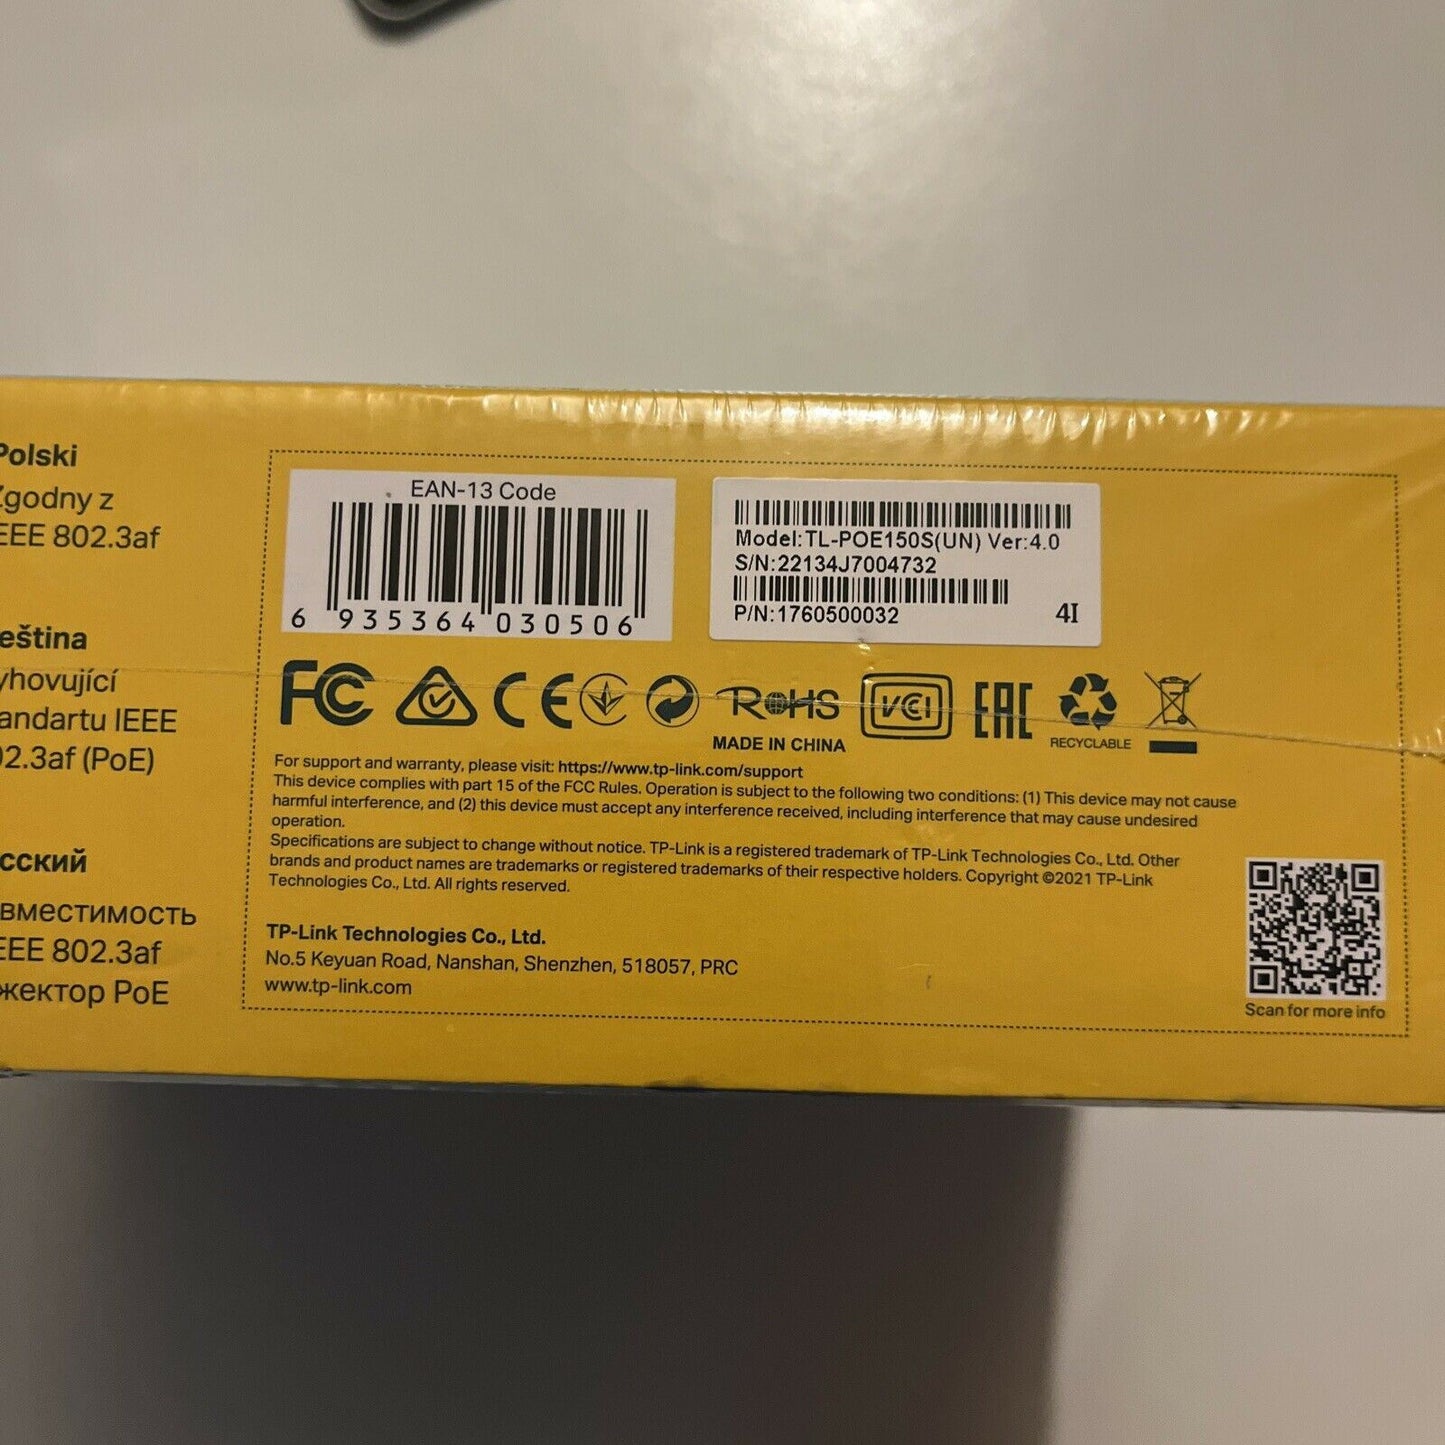 Polski
Zgodny z
IEEE 802.3af
eština
yhovující
andartu IEEE
02.3af (PoE)
сский
вместимость
IEEE 802.3af
жектор PoE
EAN-13 Code
6 935364 030506
Model:TL-POE150S(UN) Ver:4.0
S/N:22134J7004732
P/N:1760500032
4I
FC
CE
RoHS
VCI
EAC
MADE IN CHINA
RECYCLABLE
For support and warranty, please visit: https://www.tp-link.com/support
This device complies with part 15 of the FCC Rules. Operation is subject to the following two conditions: (1) This device may not cause
harmful interference, and (2) this device must accept any interference received, including interference that may cause undesired
operation.
Specifications are subject to change without notice. TP-Link is a registered trademark of TP-Link Technologies Co., Ltd. Other
brands and product names are trademarks or registered trademarks of their respective holders. Copyright ©2021 TP-Link
Technologies Co., Ltd. All rights reserved.
TP-Link Technologies Co., Ltd.
No.5 Keyuan Road, Nanshan, Shenzhen, 518057, PRC
www.tp-link.com
Scan for more info